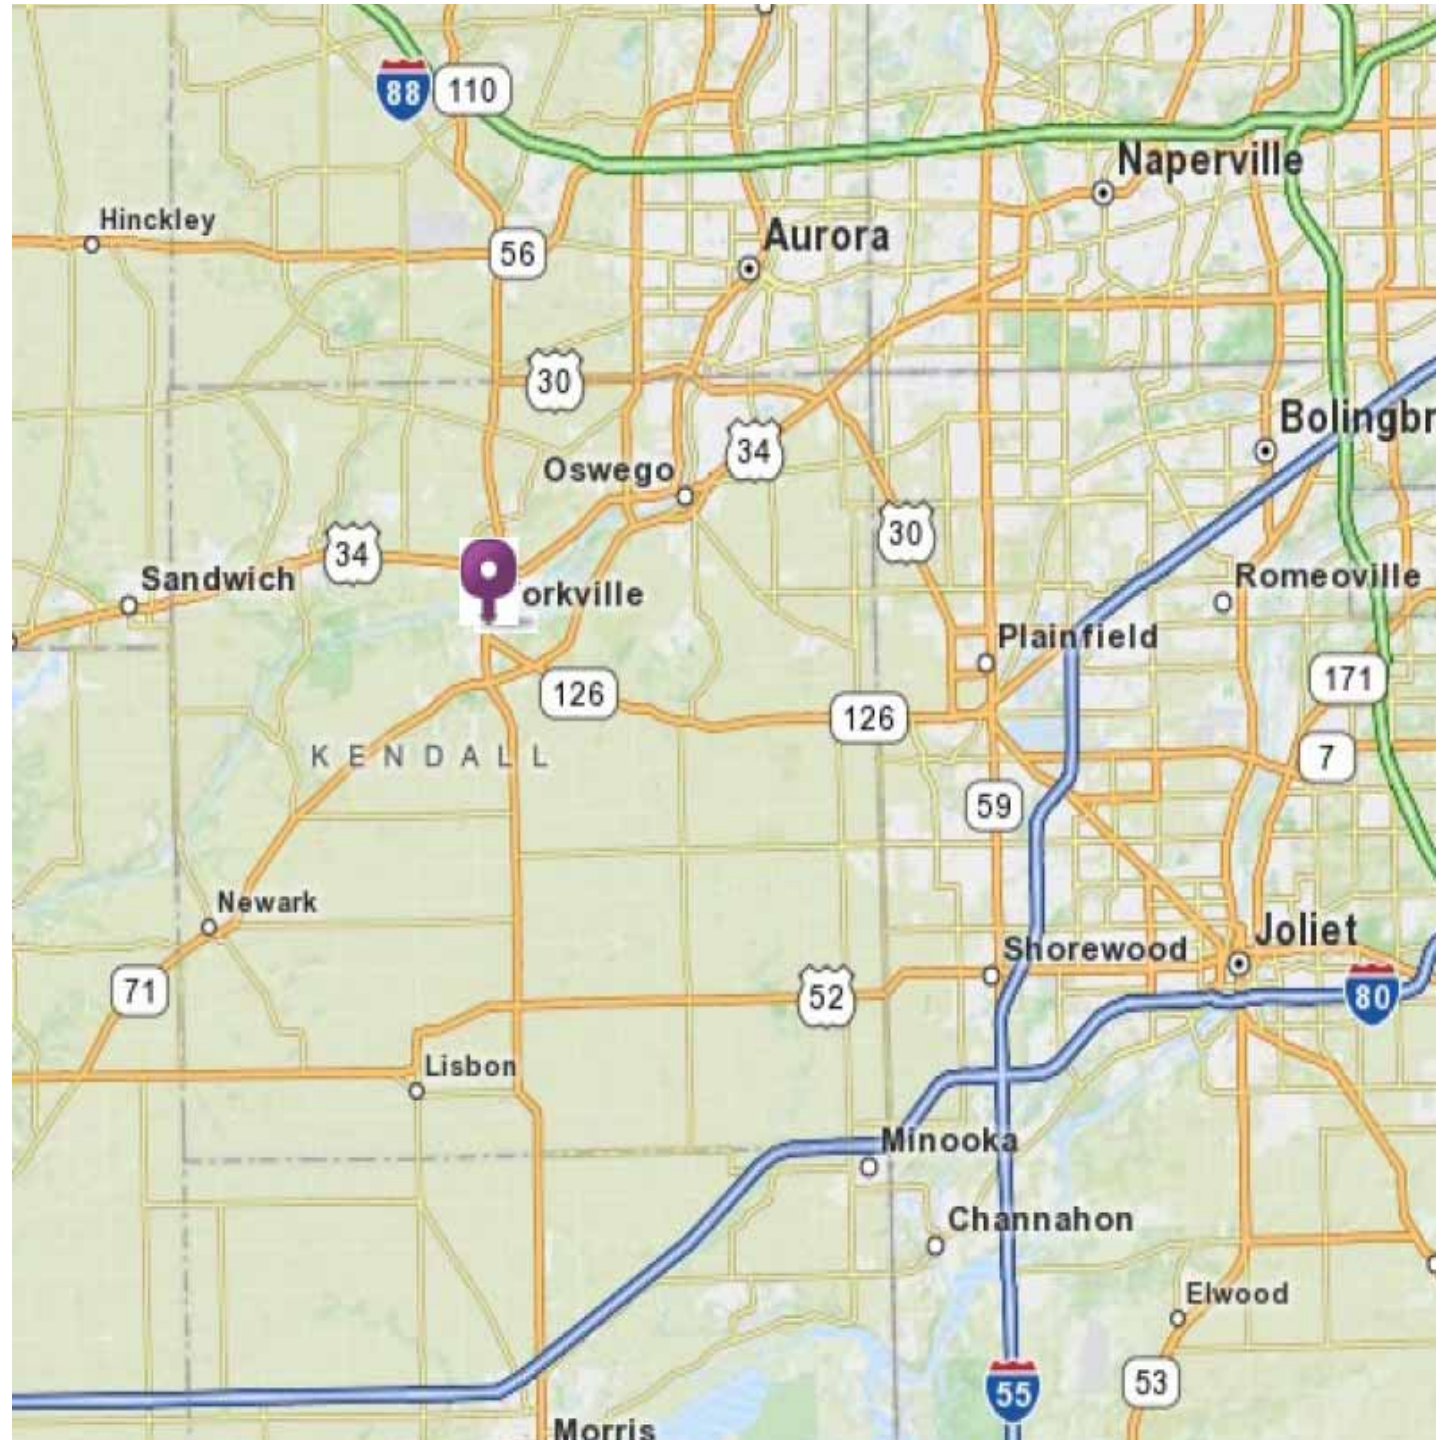 88
110
Naperville
Hinckley
Aurora
56
30
34
Bolingbr
Oswego
34
30
Sandwich
orkville
Romeoville
Plainfield
126
126
171
KENDALL
7
59
Newark
Joliet
Shorewood
71
52
80
Lisbon
Minooka
Channahon
Elwood
55
53
Morris